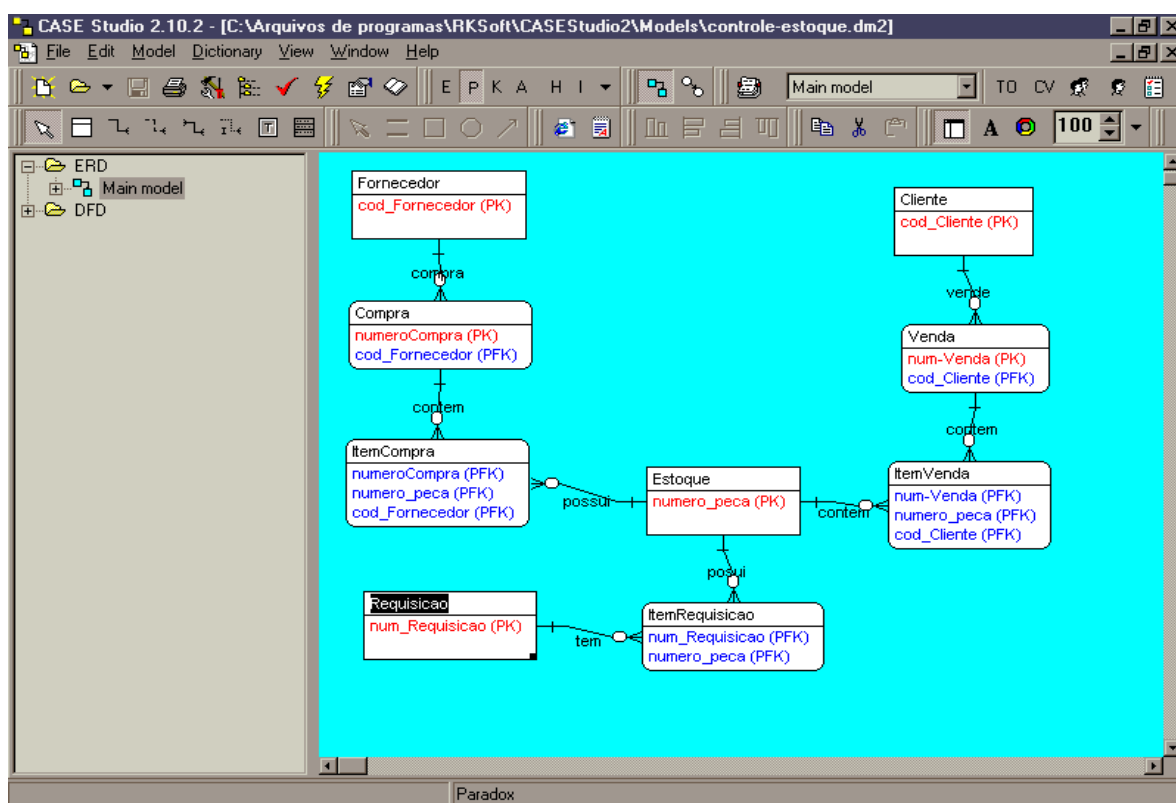 CASE Studio 2.10.2 - [C:\Arquivos de programas\RKSoft\CASEStudio2\Models\controle-estoque.dm2]
File Edit Model Dictionary View Window Help
E P K A H I Main model TO CV
T A 100
ERD
Main model
DFD
Fornecedor
cod_Fornecedor (PK)
compra
Compra
numeroCompra (PK)
cod_Fornecedor (PFK)
contem
ItemCompra
numeroCompra (PFK)
numero_peca (PFK)
cod_Fornecedor (PFK)
possui
Estoque
numero_peca (PK)
contem
Cliente
cod_Cliente (PK)
vende
Venda
num-Venda (PK)
cod_Cliente (PFK)
contem
ItemVenda
num-Venda (PFK)
numero_peca (PFK)
cod_Cliente (PFK)
posui
Requisicao
num_Requisicao (PK)
tem
ItemRequisicao
num_Requisicao (PFK)
numero_peca (PFK)
Paradox